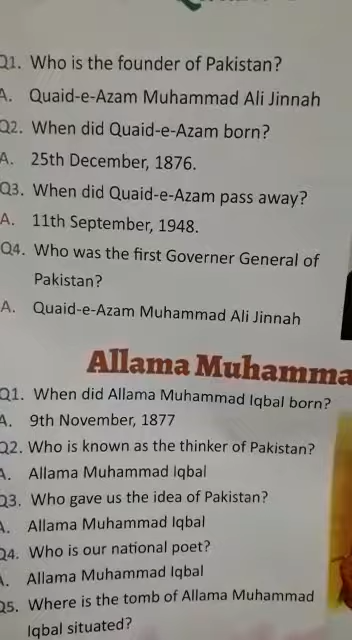 Q1. Who is the founder of Pakistan?
A. Quaid-e-Azam Muhammad Ali Jinnah
Q2. When did Quaid-e-Azam born?
A. 25th December, 1876.
Q3. When did Quaid-e-Azam pass away?
A. 11th September, 1948.
Q4. Who was the first Governer General of
Pakistan?
A. Quaid-e-Azam Muhammad Ali Jinnah
Allama Muhamma
Q1. When did Allama Muhammad Iqbal born?
A. 9th November, 1877
Q2. Who is known as the thinker of Pakistan?
A. Allama Muhammad Iqbal
Q3. Who gave us the idea of Pakistan?
A. Allama Muhammad Iqbal
Q4. Who is our national poet?
A. Allama Muhammad Iqbal
Q5. Where is the tomb of Allama Muhammad
Iqbal situated?